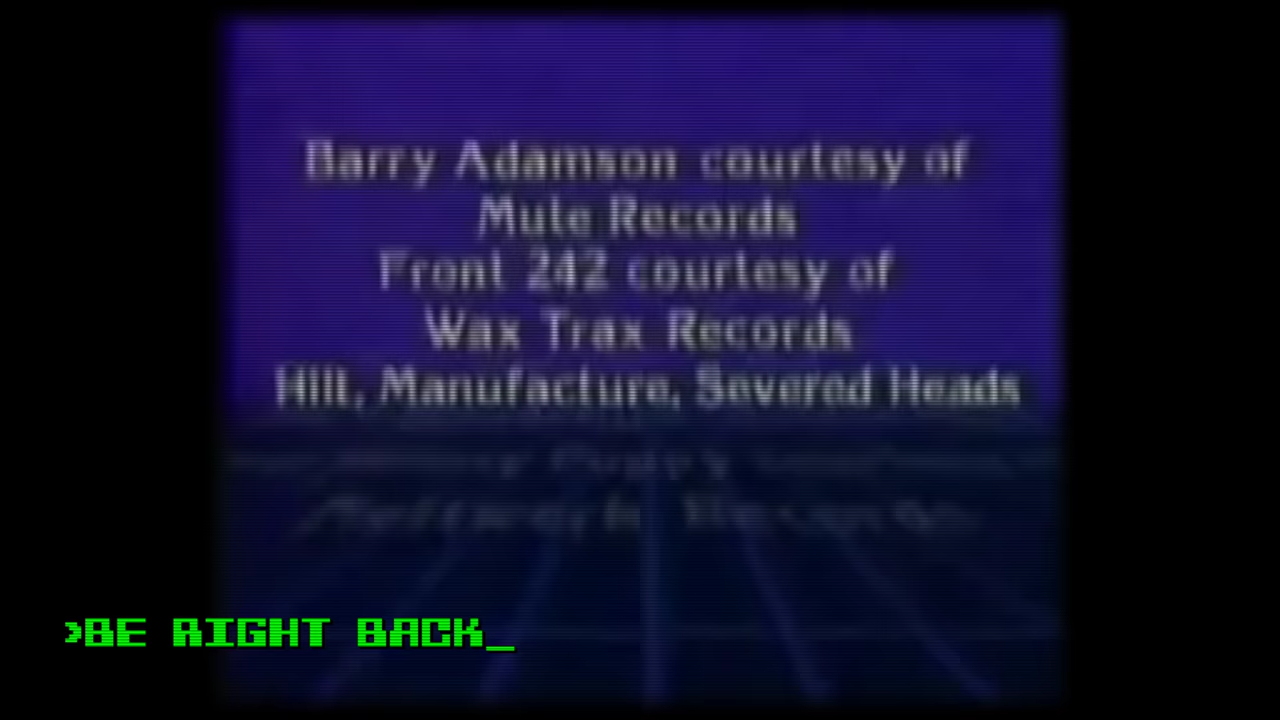 Barry Adamson courtesy of
Mute Records
Front 242 courtesy of
Wax Trax Records
Hill, Manufacture, Severed Heads
>BE RIGHT BACK_